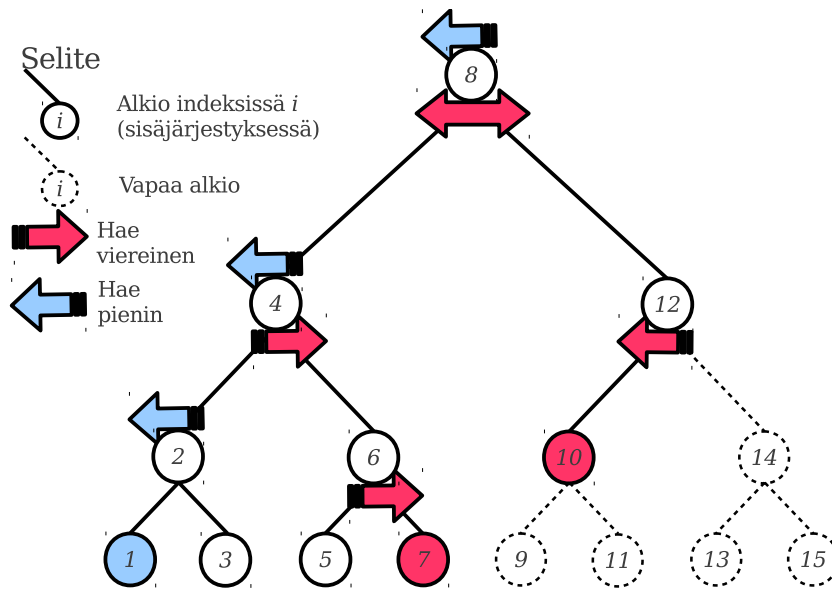 Selite
i
Alkio indeksissä i
(sisäjärjestyksessä)
i
Vapaa alkio
Hae
viereinen
Hae
pienin
8
4
12
2
6
10
14
1
3
5
7
9
11
13
15